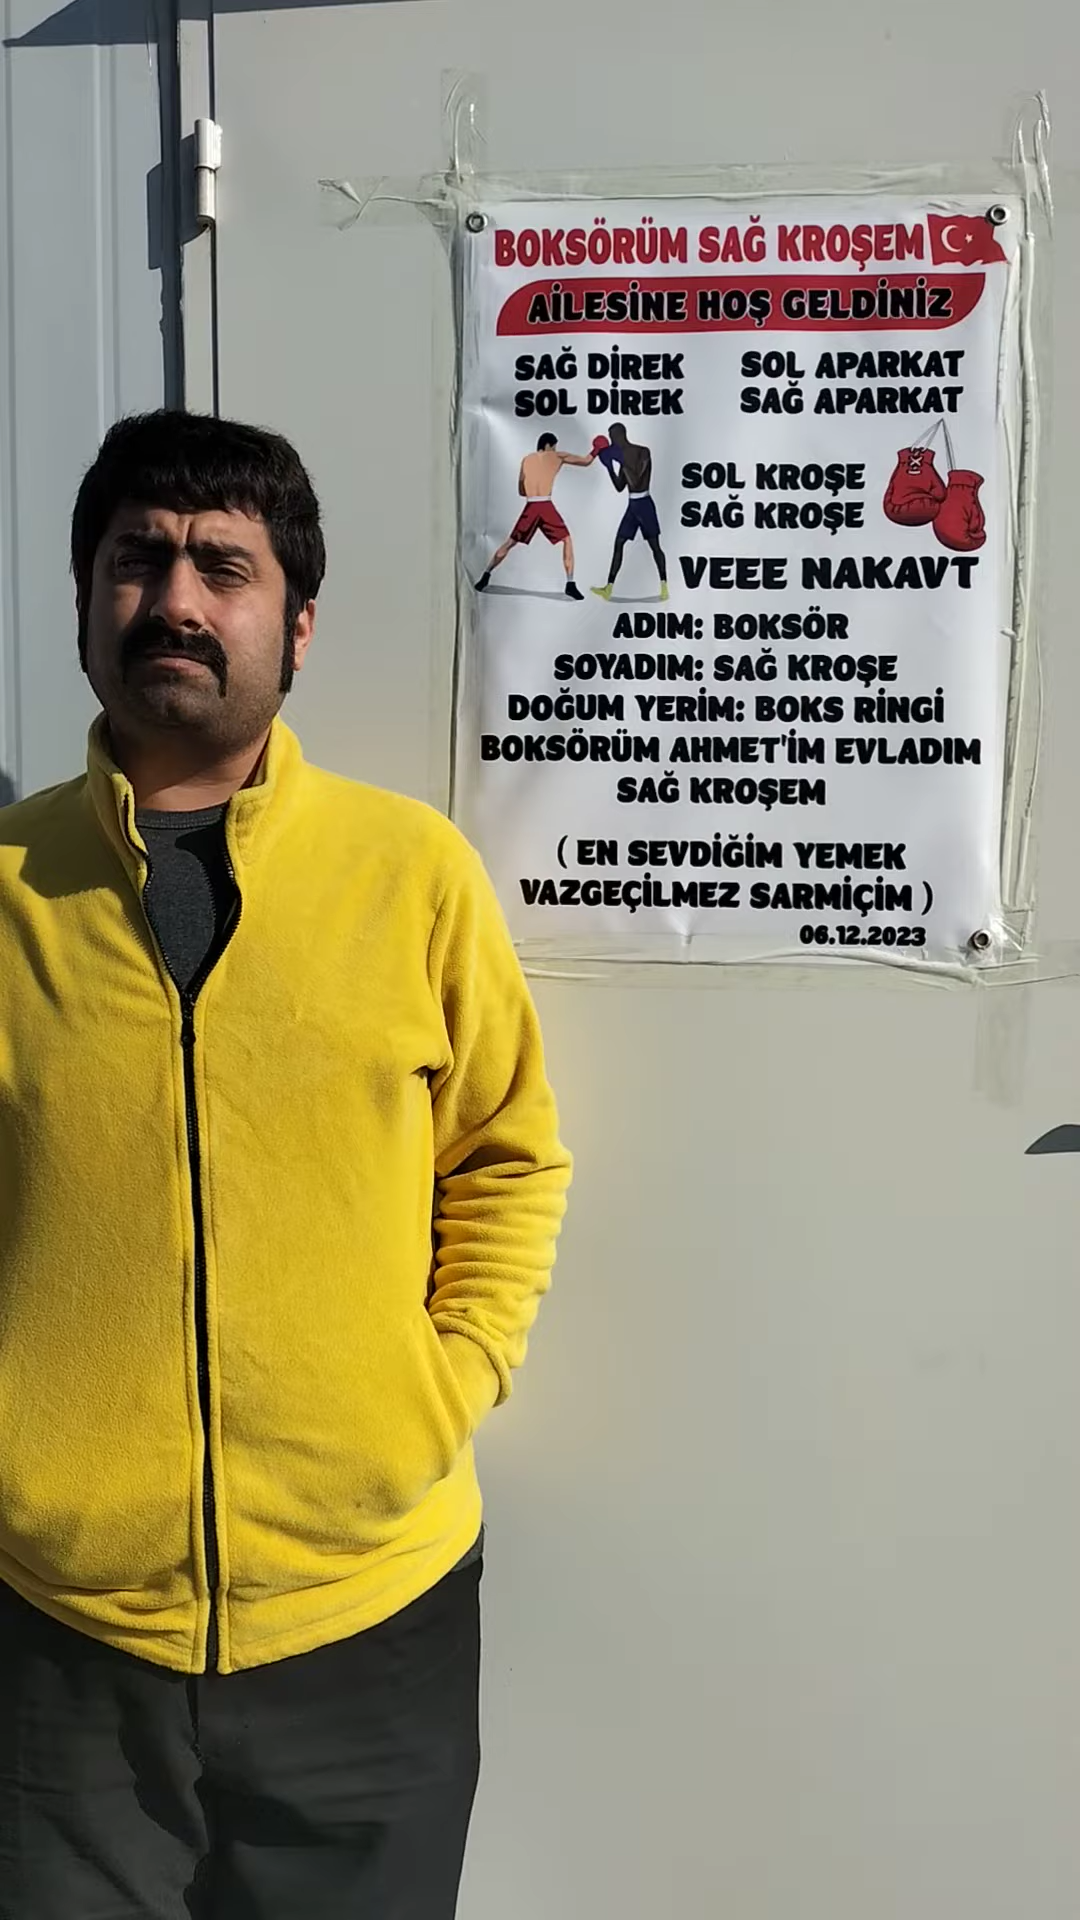 BOKSÖRÜM SAĞ KROŞEM
AİLESİNE HOŞ GELDİNİZ
SAĞ DİREK
SOL DİREK
SOL APARKAT
SAĞ APARKAT
SOL KROŞE
SAĞ KROŞE
VEEE NAKAVT
ADIM: BOKSÖR
SOYADIM: SAĞ KROŞE
DOĞUM YERİM: BOKS RİNGİ
BOKSÖRÜM AHMET'İM EVLADIM
SAĞ KROŞEM
( EN SEVDİĞİM YEMEK
VAZGEÇİLMEZ SARMİÇİM )
06.12.2023